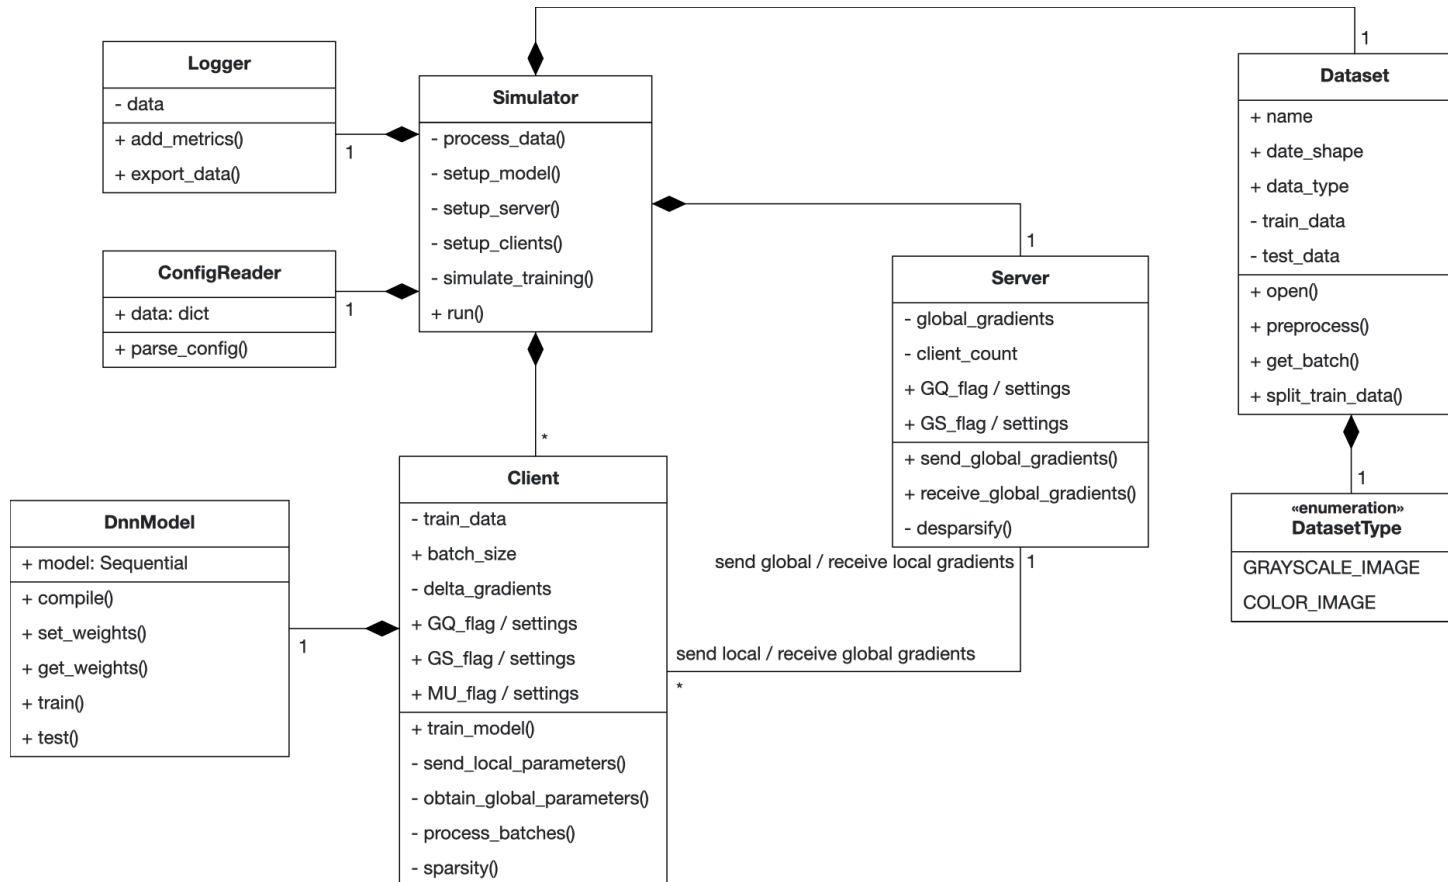 Logger
- data
+ add_metrics()
+ export_data()
1
Simulator
- process_data()
- setup_model()
- setup_server()
- setup_clients()
- simulate_training()
+ run()
1
Dataset
+ name
+ date_shape
+ data_type
- train_data
- test_data
+ open()
+ preprocess()
+ get_batch()
+ split_train_data()
ConfigReader
+ data: dict
+ parse_config()
1
1
Server
- global_gradients
- client_count
+ GQ_flag / settings
+ GS_flag / settings
+ send_global_gradients()
+ receive_global_gradients()
- desparsify()
1
«enumeration»
DatasetType
GRAYSCALE_IMAGE
COLOR_IMAGE
*
Client
- train_data
+ batch_size
- delta_gradients
+ GQ_flag / settings
+ GS_flag / settings
+ MU_flag / settings
+ train_model()
- send_local_parameters()
- obtain_global_parameters()
- process_batches()
- sparsity()
DnnModel
+ model: Sequential
+ compile()
+ set_weights()
+ get_weights()
+ train()
+ test()
1
send global / receive local gradients
1
send local / receive global gradients
*